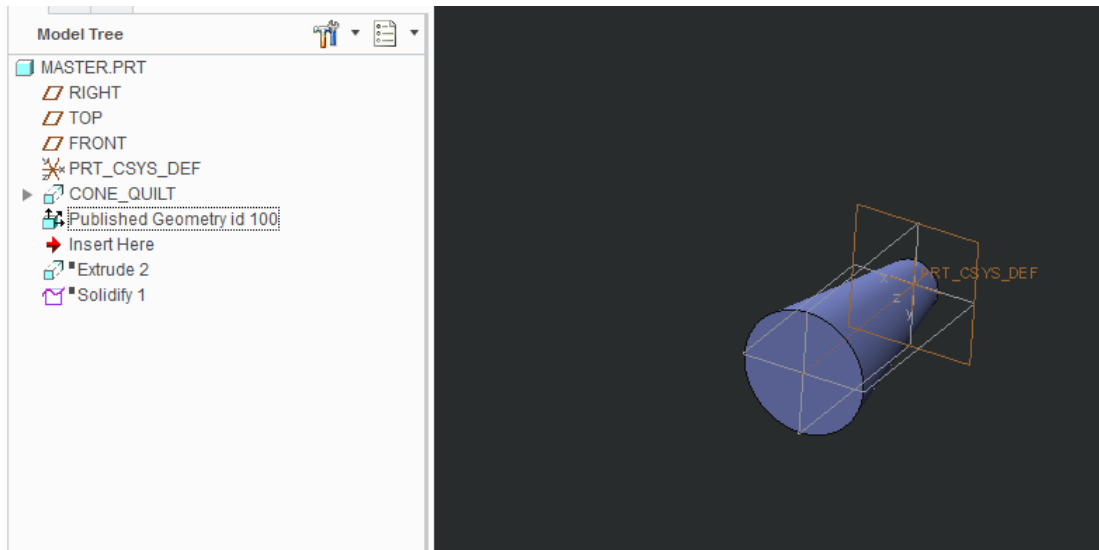 Model Tree
MASTER.PRT
RIGHT
TOP
FRONT
PRT_CSYS_DEF
CONE_QUILT
Published Geometry id 100
Insert Here
Extrude 2
Solidify 1
PRT_CSYS_DEF
x
z
y